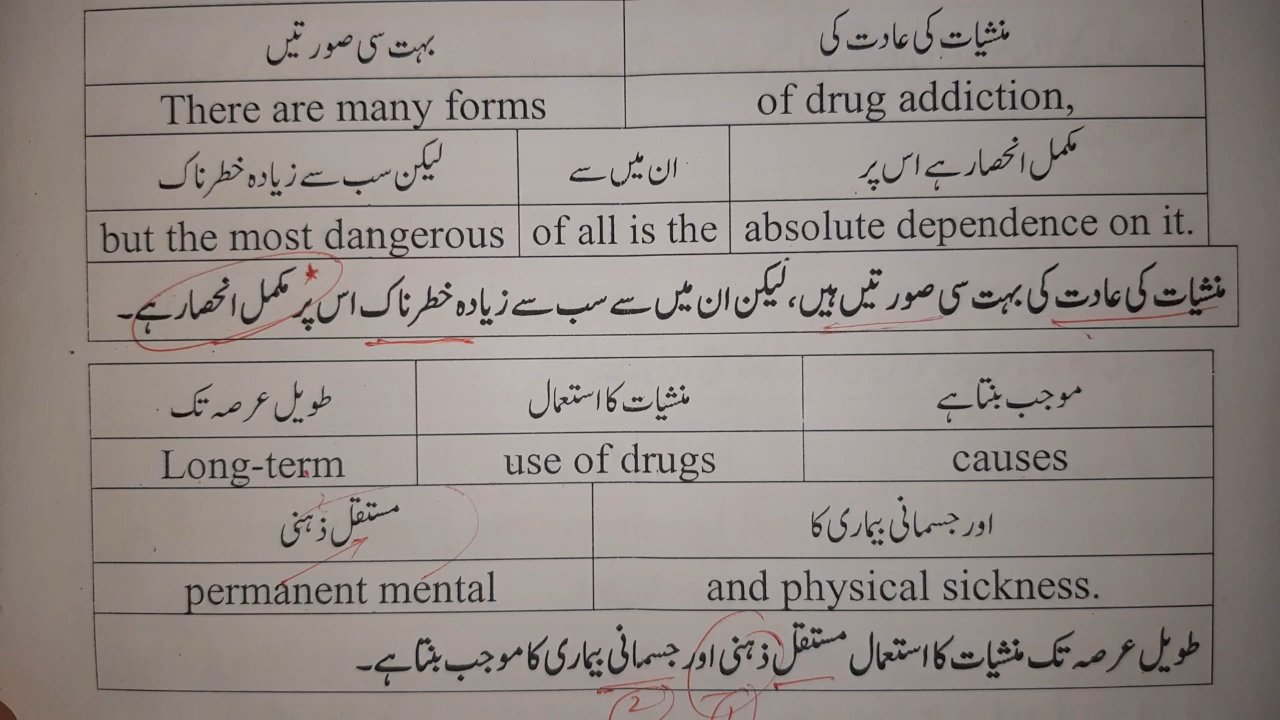 بہت سی صورتیں منشیات کی عادت کی
There are many forms of drug addiction,
لیکن سب سے زیادہ خطرناک ان میں سے مکمل انحصار ہے اس پر
but the most dangerous of all is the absolute dependence on it.
منشیات کی عادت کی بہت سی صورتیں ہیں، لیکن ان میں سے سب سے زیادہ خطرناک اس پر مکمل انحصار ہے۔
طویل عرصہ تک منشیات کا استعمال موجب بنتا ہے
Long-term use of drugs causes
مستقل ذہنی اور جسمانی بیماری کا
permanent mental and physical sickness.
طویل عرصہ تک منشیات کا استعمال مستقل ذہنی اور جسمانی بیماری کا موجب بنتا ہے۔
2 1